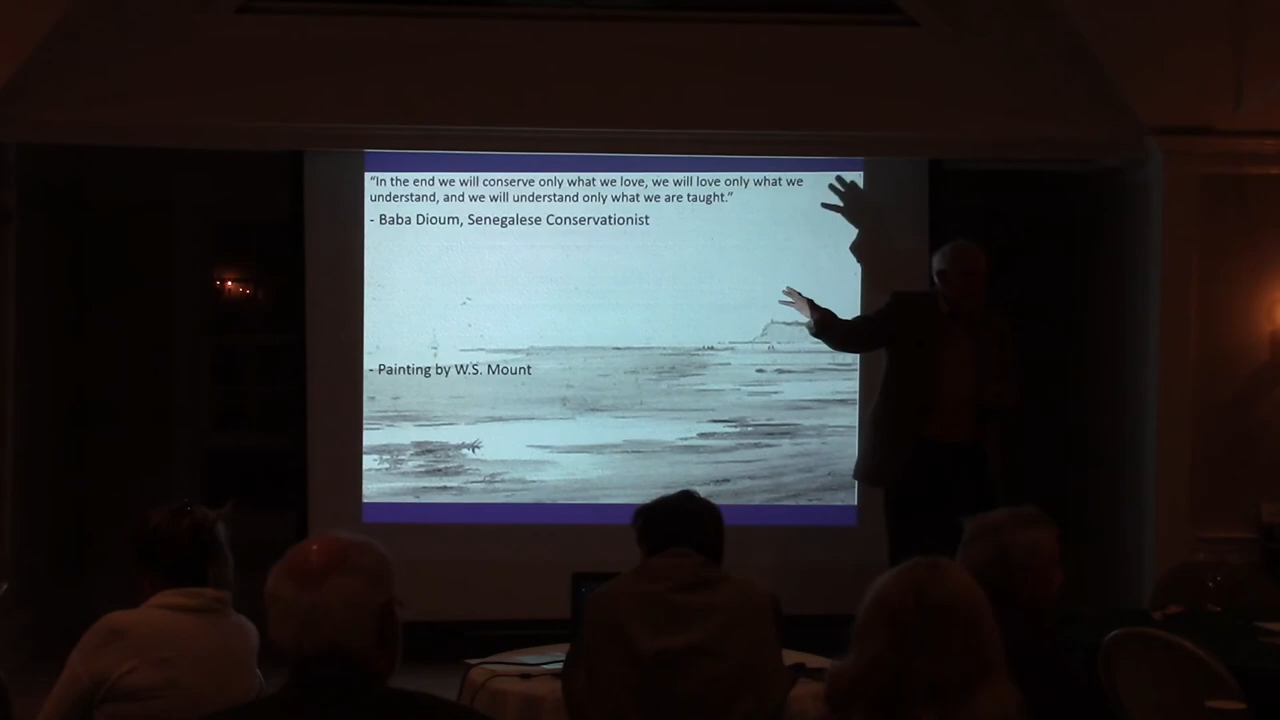 “In the end we will conserve only what we love, we will love only what we
understand, and we will understand only what we are taught.”
- Baba Dioum, Senegalese Conservationist
- Painting by W.S. Mount